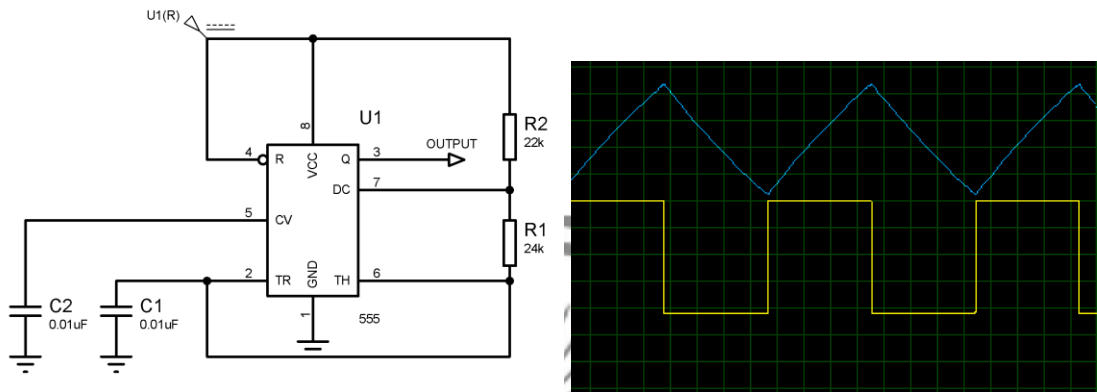 U1(R)
U1
8
VCC
4
R
Q
3
OUTPUT
DC
7
R2
22k
5
CV
R1
24k
2
TR
GND
TH
6
1
555
C2
0.01uF
C1
0.01uF